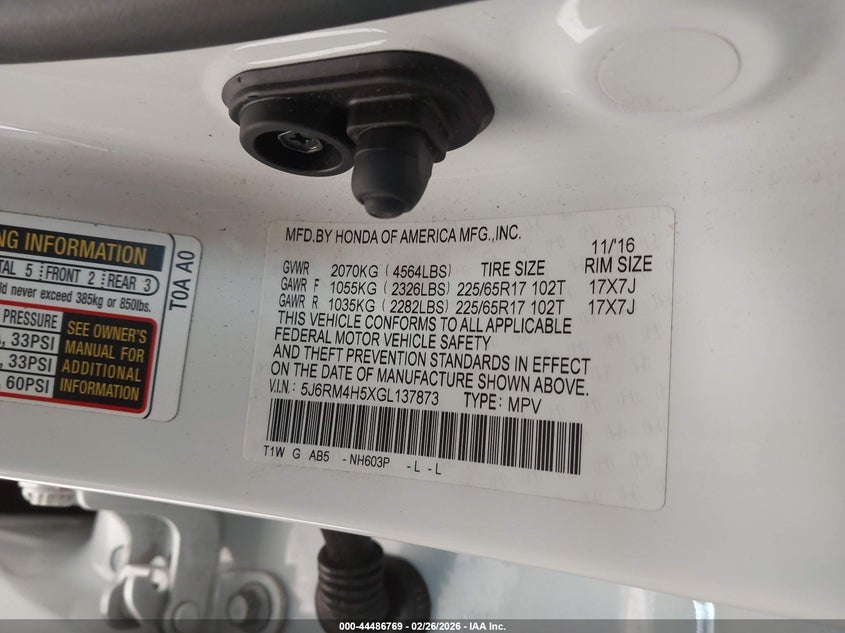 NG INFORMATION
TAL 5 FRONT 2 REAR 3
ld never exceed 385kg or 850lbs.
PRESSURE
, 33PSI
, 33PSI
60PSI
SEE OWNER'S
MANUAL FOR
ADDITIONAL
INFORMATION
T0A A0
MFD.BY HONDA OF AMERICA MFG.,INC. 11/'16
GVWR 2070KG (4564LBS) TIRE SIZE RIM SIZE
GAWR F 1055KG (2326LBS) 225/65R17 102T 17X7J
GAWR R 1035KG (2282LBS) 225/65R17 102T 17X7J
THIS VEHICLE CONFORMS TO ALL APPLICABLE
FEDERAL MOTOR VEHICLE SAFETY
AND THEFT PREVENTION STANDARDS IN EFFECT
ON THE DATE OF MANUFACTURE SHOWN ABOVE.
V.I.N.: 5J6RM4H5XGL137873 TYPE: MPV
T1W G AB5 -NH603P -L -L
000-44486769 - 02/26/2026 - IAA Inc.